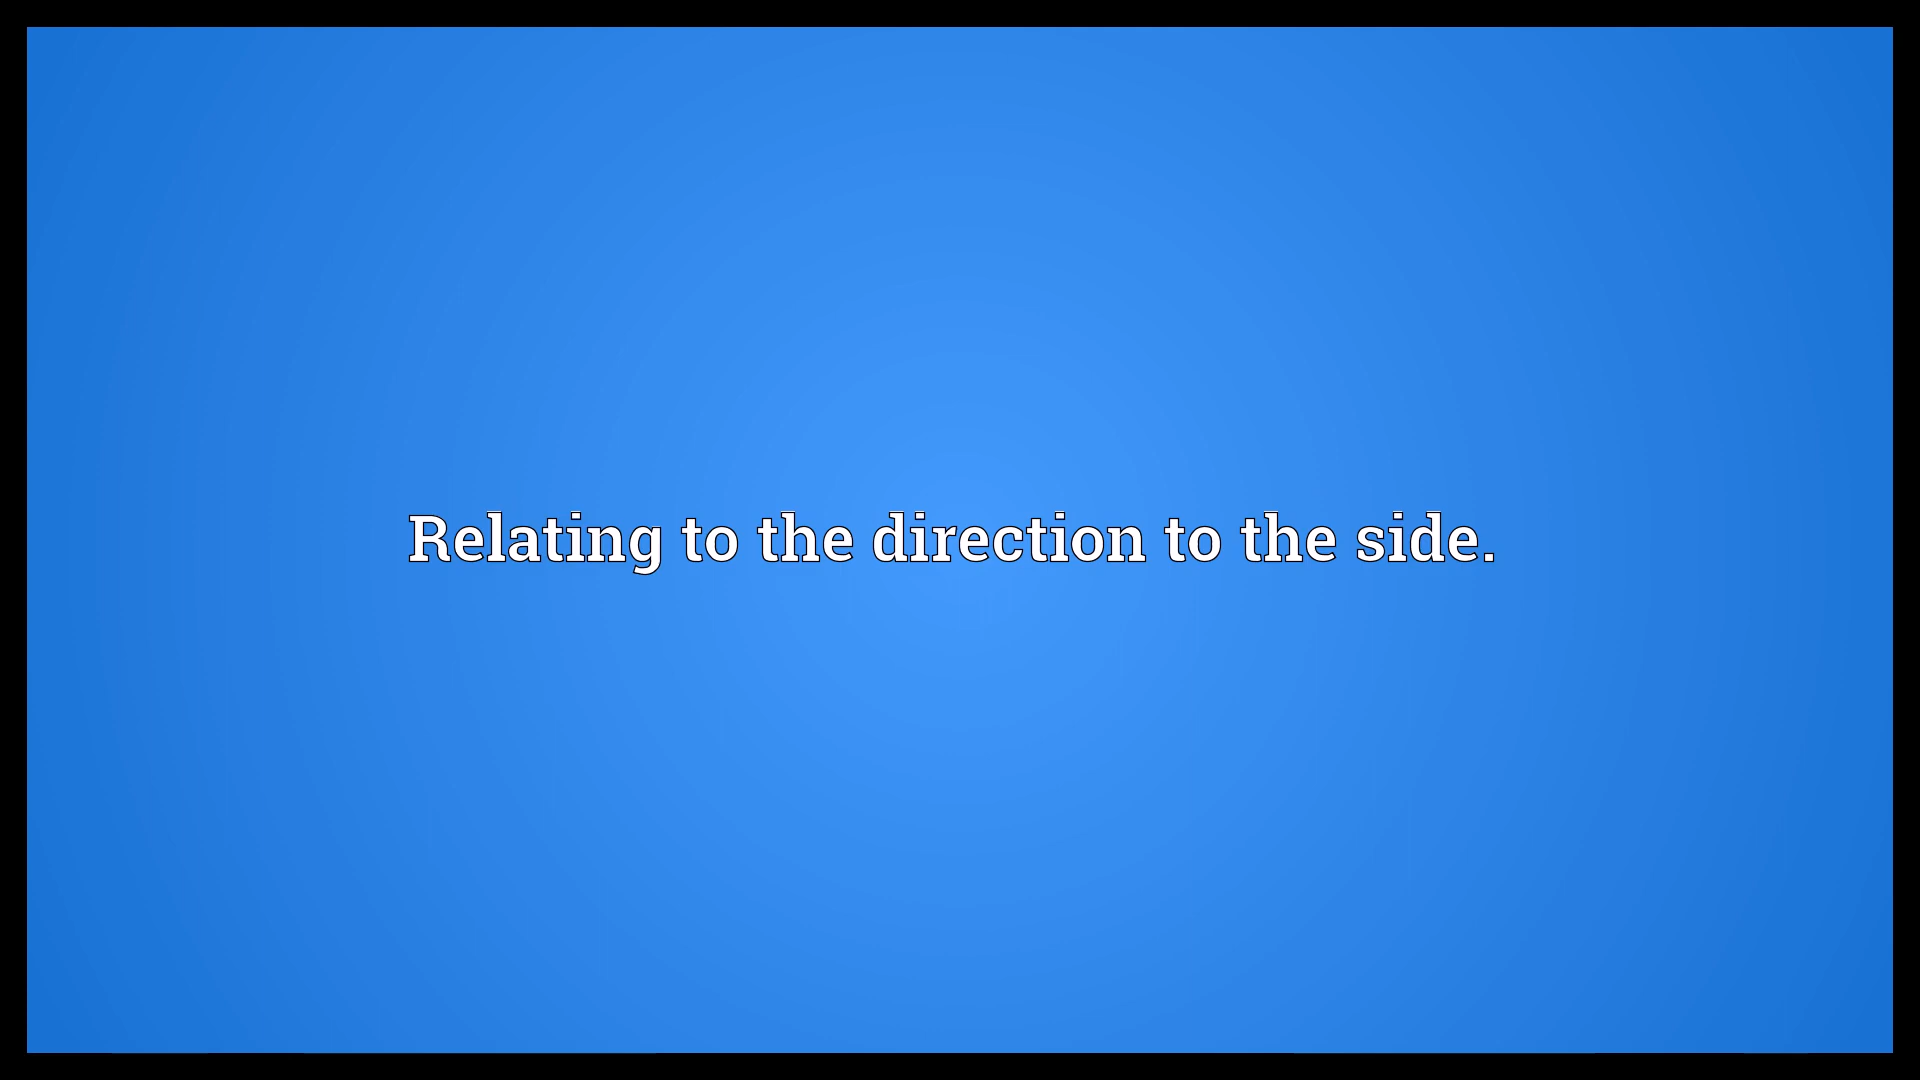 Relating to the direction to the side.